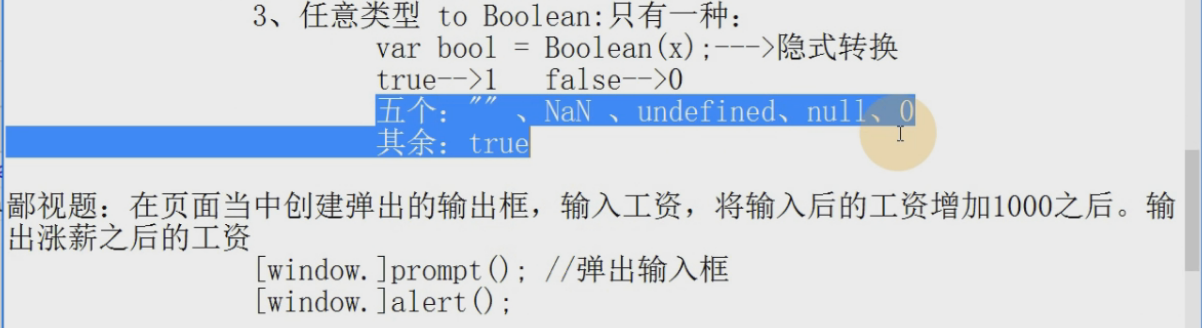 3、任意类型 to Boolean:只有一种:
var bool = Boolean(x);--->隐式转换
true-->1 false-->0
五个: "" 、NaN 、undefined、null、0
其余: true
鄙视题: 在页面当中创建弹出的输出框，输入工资，将输入后的工资增加1000之后。输
出涨薪之后的工资
[window.]prompt(); //弹出输入框
[window.]alert();